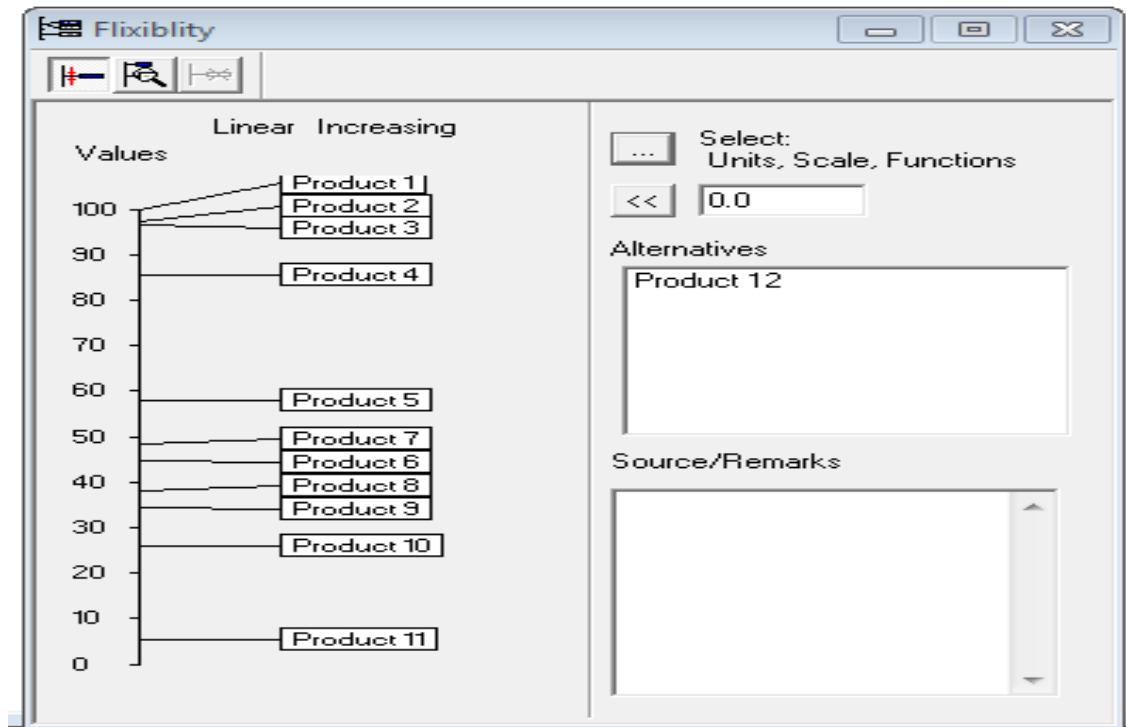 Flixiblity
Linear Increasing
Values
100
90
80
70
60
50
40
30
20
10
0
Product 1
Product 2
Product 3
Product 4
Product 5
Product 7
Product 6
Product 8
Product 9
Product 10
Product 11
...
Select:
Units, Scale, Functions
<<
0.0
Alternatives
Product 12
Source/Remarks